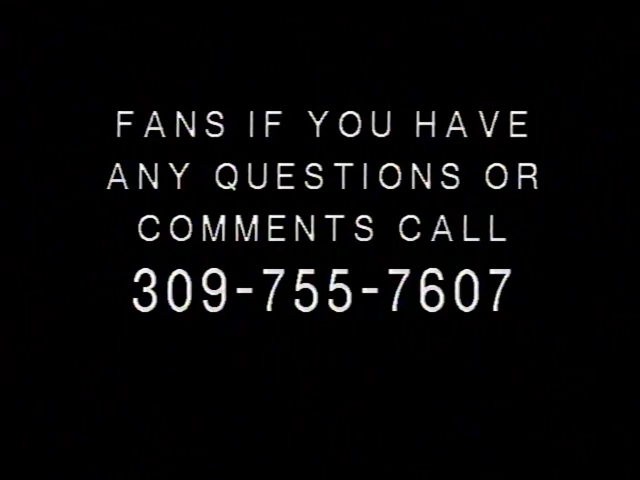 FANS IF YOU HAVE
ANY QUESTIONS OR
COMMENTS CALL
309-755-7607